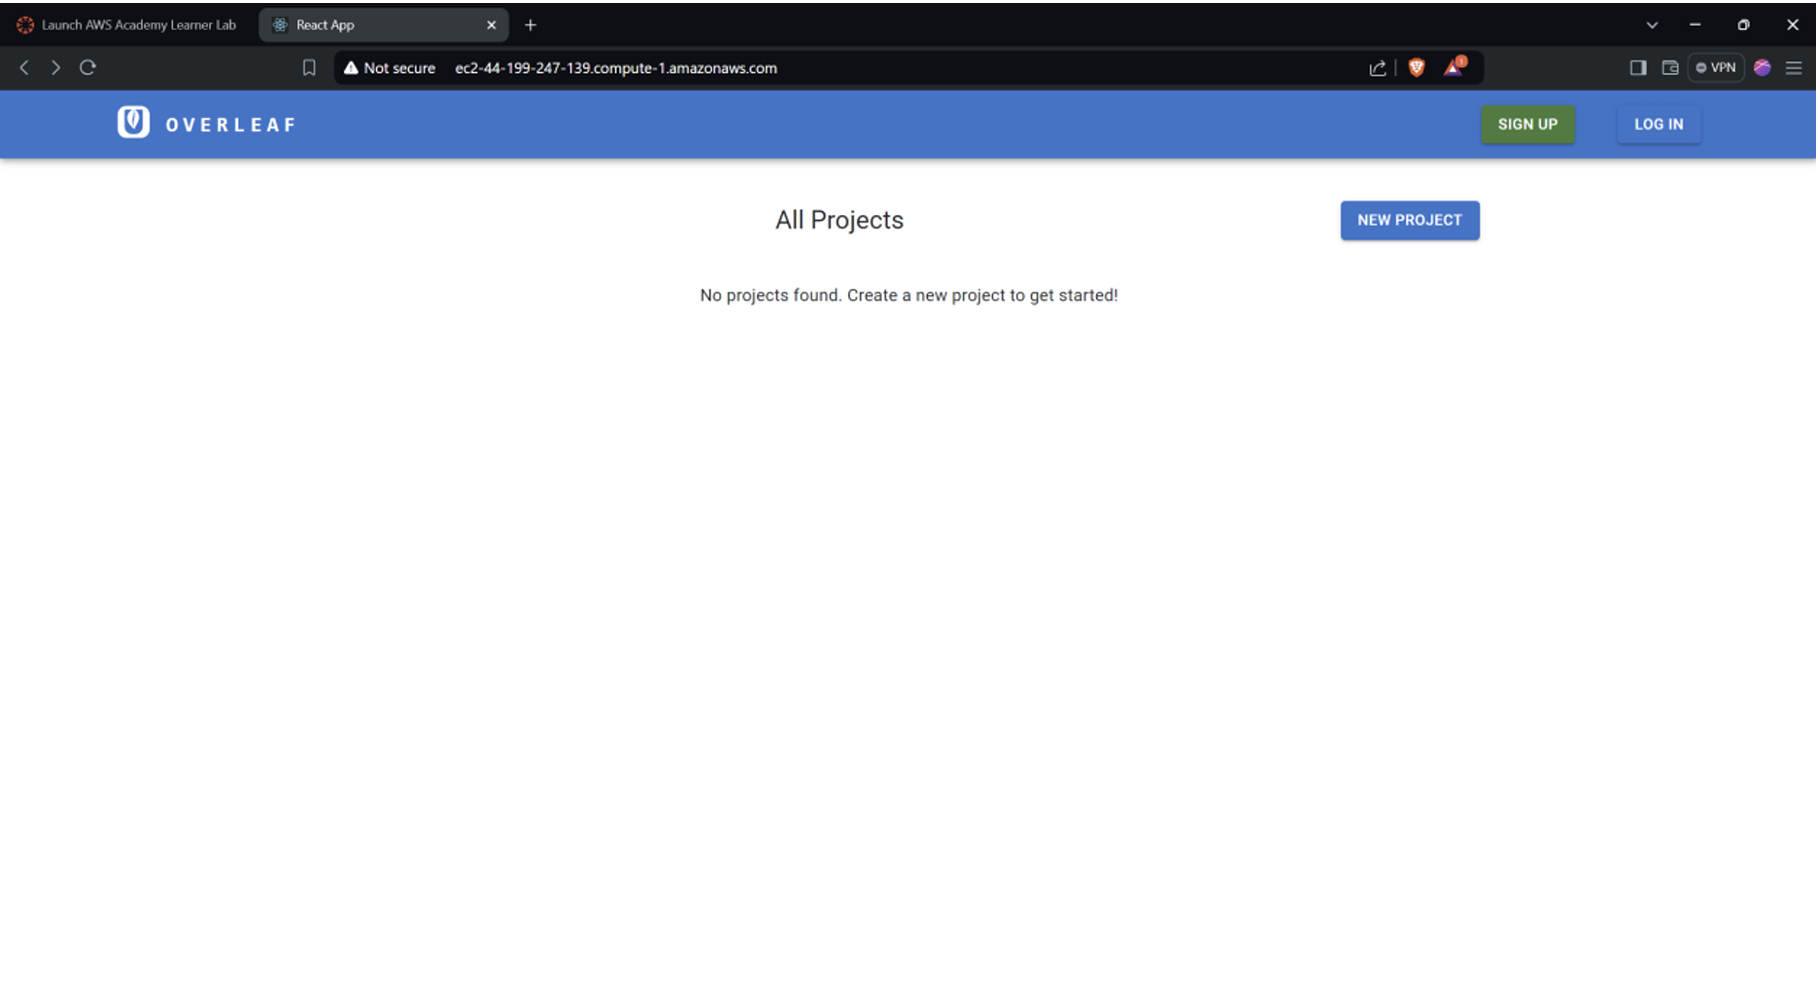 Launch AWS Academy Learner Lab
React App
Not secure ec2-44-199-247-139.compute-1.amazonaws.com
1
VPN
OVERLEAF
SIGN UP
LOG IN
All Projects
NEW PROJECT
No projects found. Create a new project to get started!